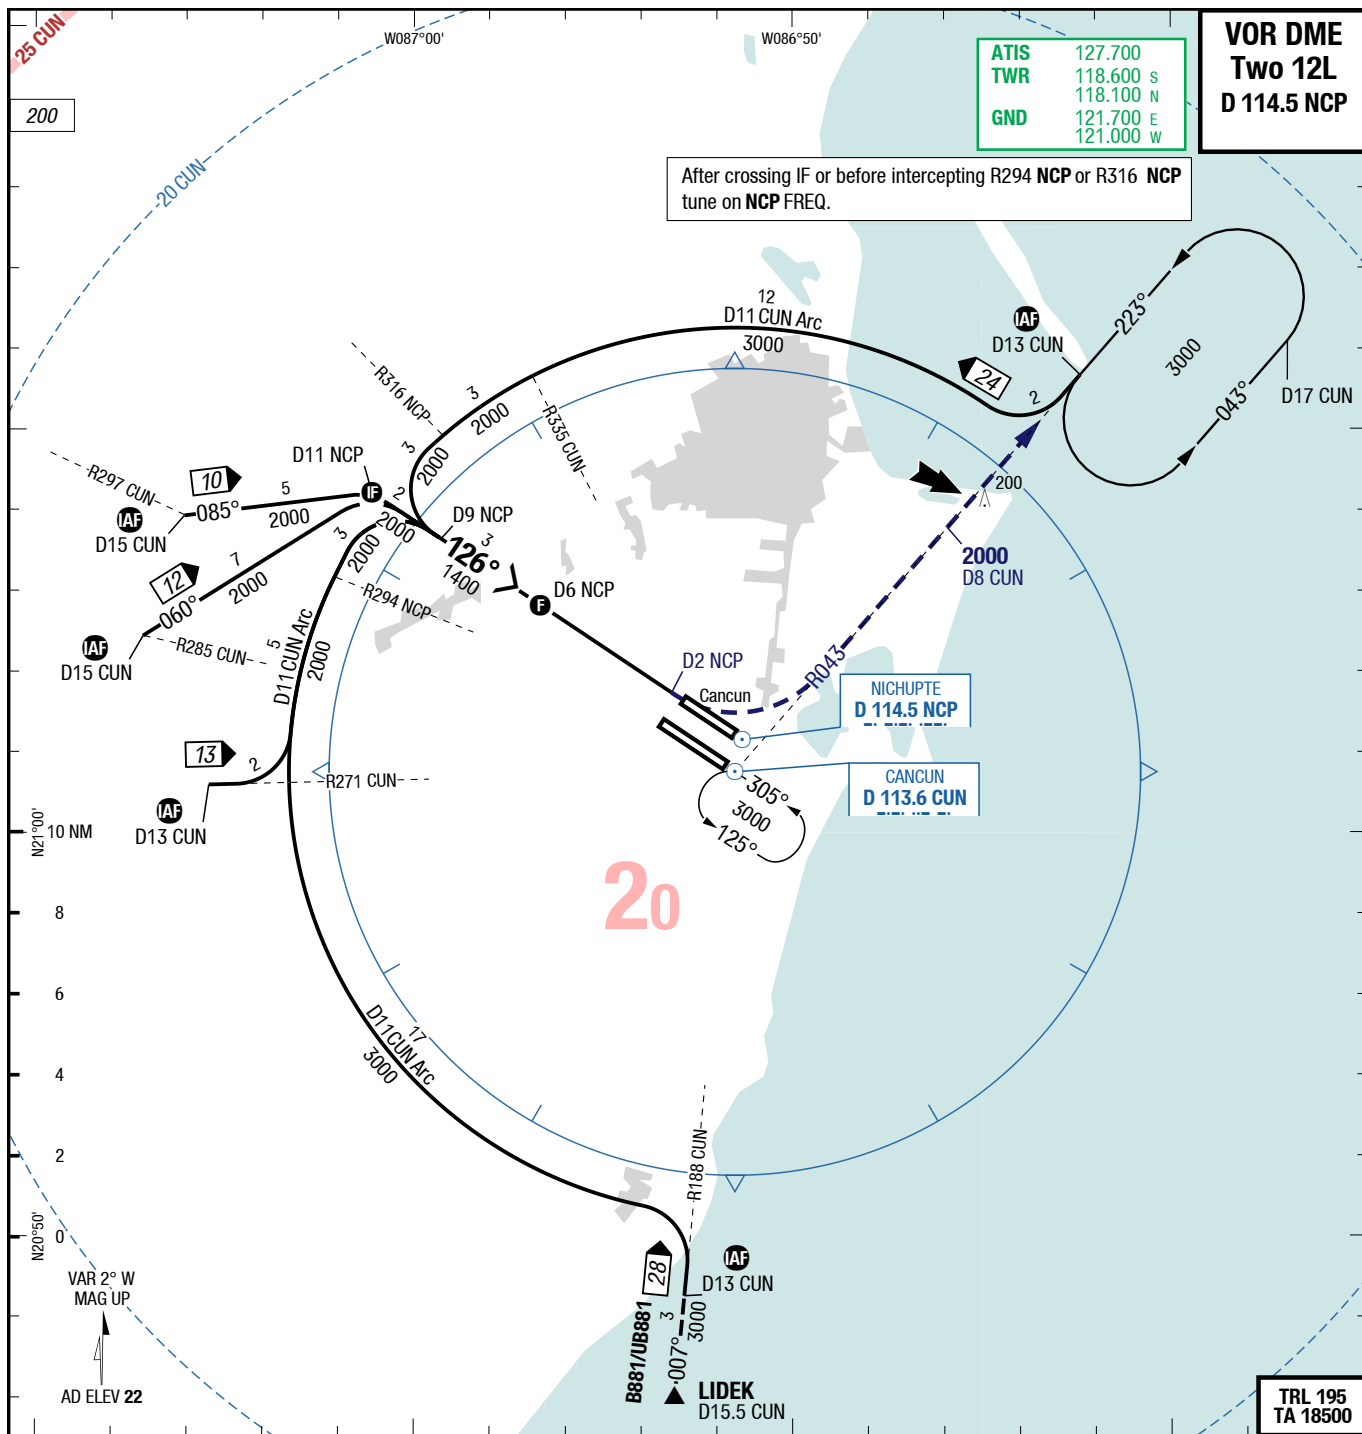 25 CUN
W087°00'
W086°50'
ATIS 127.700
TWR 118.600 S
118.100 N
GND 121.700 E
121.000 W
VOR DME
Two 12L
D 114.5 NCP
200
20 CUN
After crossing IF or before intercepting R294 NCP or R316 NCP
tune on NCP FREQ.
12
D11 CUN Arc
3000
IAF
D13 CUN
24
2
223°
3000
043°
D17 CUN
R316 NCP
3
2000
R335 CUN
3
2000
D11 NCP
IF
R297 CUN
10
085°
5
2000
IAF
D15 CUN
2
2000
D9 NCP
126°
3
1400
D6 NCP
F
200
2000
D8 CUN
12
060°
7
2000
3
2000
R294 NCP
IAF
D15 CUN
R285 CUN
D11CUN Arc
5
2000
D2 NCP
R043
Cancun
NICHUPTE
D 114.5 NCP
13
2
R271 CUN
IAF
D13 CUN
CANCUN
D 113.6 CUN
305°
3000
125°
N21°00'
10 NM
20
8
6
4
2
0
D11CUN Arc
17
3000
R188 CUN
N20°50'
28
IAF
D13 CUN
VAR 2° W
MAG UP
B881/UB881
3
3000
007°
LIDEK
D15.5 CUN
AD ELEV 22
TRL 195
TA 18500